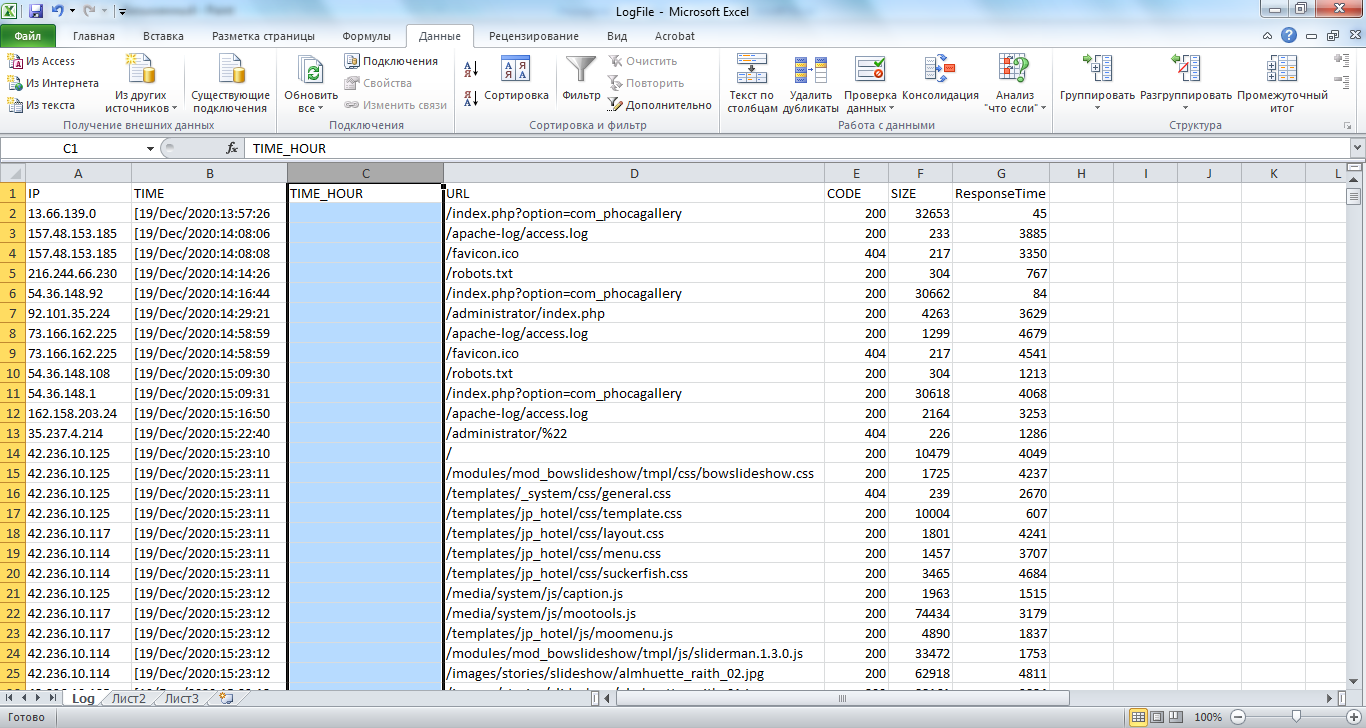 LogFile - Microsoft Excel
Файл Главная Вставка Разметка страницы Формулы Данные Рецензирование Вид Acrobat
Из Access
Из Интернета
Из текста
Из других источников
Существующие подключения
Обновить все
Подключения
Свойства
Изменить связи
Сортировка
Фильтр
Очистить
Повторить
Дополнительно
Текст по столбцам
Удалить дубликаты
Проверка данных
Консолидация
Анализ "что если"
Группировать
Разгруппировать
Промежуточный итог
Получение внешних данных Подключения Сортировка и фильтр Работа с данными Структура
C1 fx TIME_HOUR
A B C D E F G H I J K L
1 IP TIME TIME_HOUR URL CODE SIZE ResponseTime
2 13.66.139.0 [19/Dec/2020:13:57:26 /index.php?option=com_phocagallery 200 32653 45
3 157.48.153.185 [19/Dec/2020:14:08:06 /apache-log/access.log 200 233 3885
4 157.48.153.185 [19/Dec/2020:14:08:08 /favicon.ico 404 217 3350
5 216.244.66.230 [19/Dec/2020:14:14:26 /robots.txt 200 304 767
6 54.36.148.92 [19/Dec/2020:14:16:44 /index.php?option=com_phocagallery 200 30662 84
7 92.101.35.224 [19/Dec/2020:14:29:21 /administrator/index.php 200 4263 3629
8 73.166.162.225 [19/Dec/2020:14:58:59 /apache-log/access.log 200 1299 4679
9 73.166.162.225 [19/Dec/2020:14:58:59 /favicon.ico 404 217 4541
10 54.36.148.108 [19/Dec/2020:15:09:30 /robots.txt 200 304 1213
11 54.36.148.1 [19/Dec/2020:15:09:31 /index.php?option=com_phocagallery 200 30618 4068
12 162.158.203.24 [19/Dec/2020:15:16:50 /apache-log/access.log 200 2164 3253
13 35.237.4.214 [19/Dec/2020:15:22:40 /administrator/%22 404 226 1286
14 42.236.10.125 [19/Dec/2020:15:23:10 / 200 10479 4049
15 42.236.10.125 [19/Dec/2020:15:23:11 /modules/mod_bowslideshow/tmpl/css/bowslideshow.css 200 1725 4237
16 42.236.10.125 [19/Dec/2020:15:23:11 /templates/_system/css/general.css 404 239 2670
17 42.236.10.125 [19/Dec/2020:15:23:11 /templates/jp_hotel/css/template.css 200 10004 607
18 42.236.10.117 [19/Dec/2020:15:23:11 /templates/jp_hotel/css/layout.css 200 1801 4241
19 42.236.10.114 [19/Dec/2020:15:23:11 /templates/jp_hotel/css/menu.css 200 1457 3707
20 42.236.10.114 [19/Dec/2020:15:23:11 /templates/jp_hotel/css/suckerfish.css 200 3465 4684
21 42.236.10.125 [19/Dec/2020:15:23:12 /media/system/js/caption.js 200 1963 1515
22 42.236.10.117 [19/Dec/2020:15:23:12 /media/system/js/mootools.js 200 74434 3179
23 42.236.10.117 [19/Dec/2020:15:23:12 /templates/jp_hotel/js/moomenu.js 200 4890 1837
24 42.236.10.114 [19/Dec/2020:15:23:12 /modules/mod_bowslideshow/tmpl/js/sliderman.1.3.0.js 200 33472 1753
25 42.236.10.114 [19/Dec/2020:15:23:12 /images/stories/slideshow/almhuette_raith_02.jpg 200 62918 4811
Log Лист2 Лист3
Готово 100%